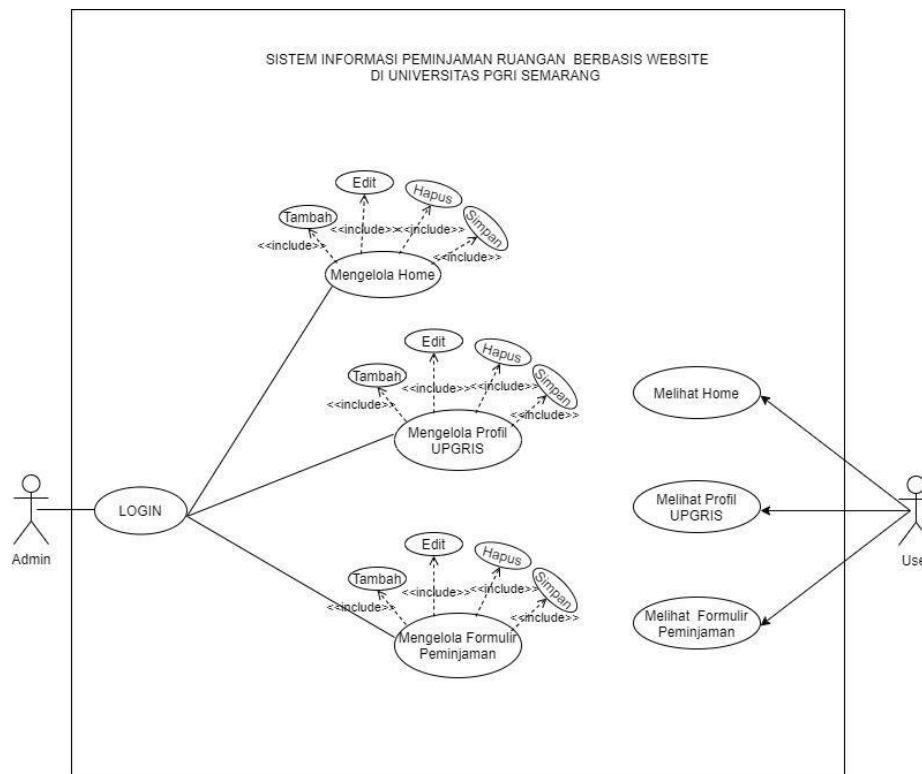 SISTEM INFORMASI PEMINJAMAN RUANGAN BERBASIS WEBSITE
DI UNIVERSITAS PGRI SEMARANG
Edit
Hapus
Tambah
Simpan
<<include>>
<<include>>
<<include>>
<<include>>
Mengelola Home
Edit
Hapus
Tambah
Simpan
<<include>>
<<include>>
<<include>>
<<include>>
Mengelola Profil
UPGRIS
Melihat Home
Admin
LOGIN
Melihat Profil
UPGRIS
Use
Edit
Hapus
Tambah
Simpan
<<include>>
<<include>>
<<include>>
<<include>>
Mengelola Formulir
Peminjaman
Melihat Formulir
Peminjaman